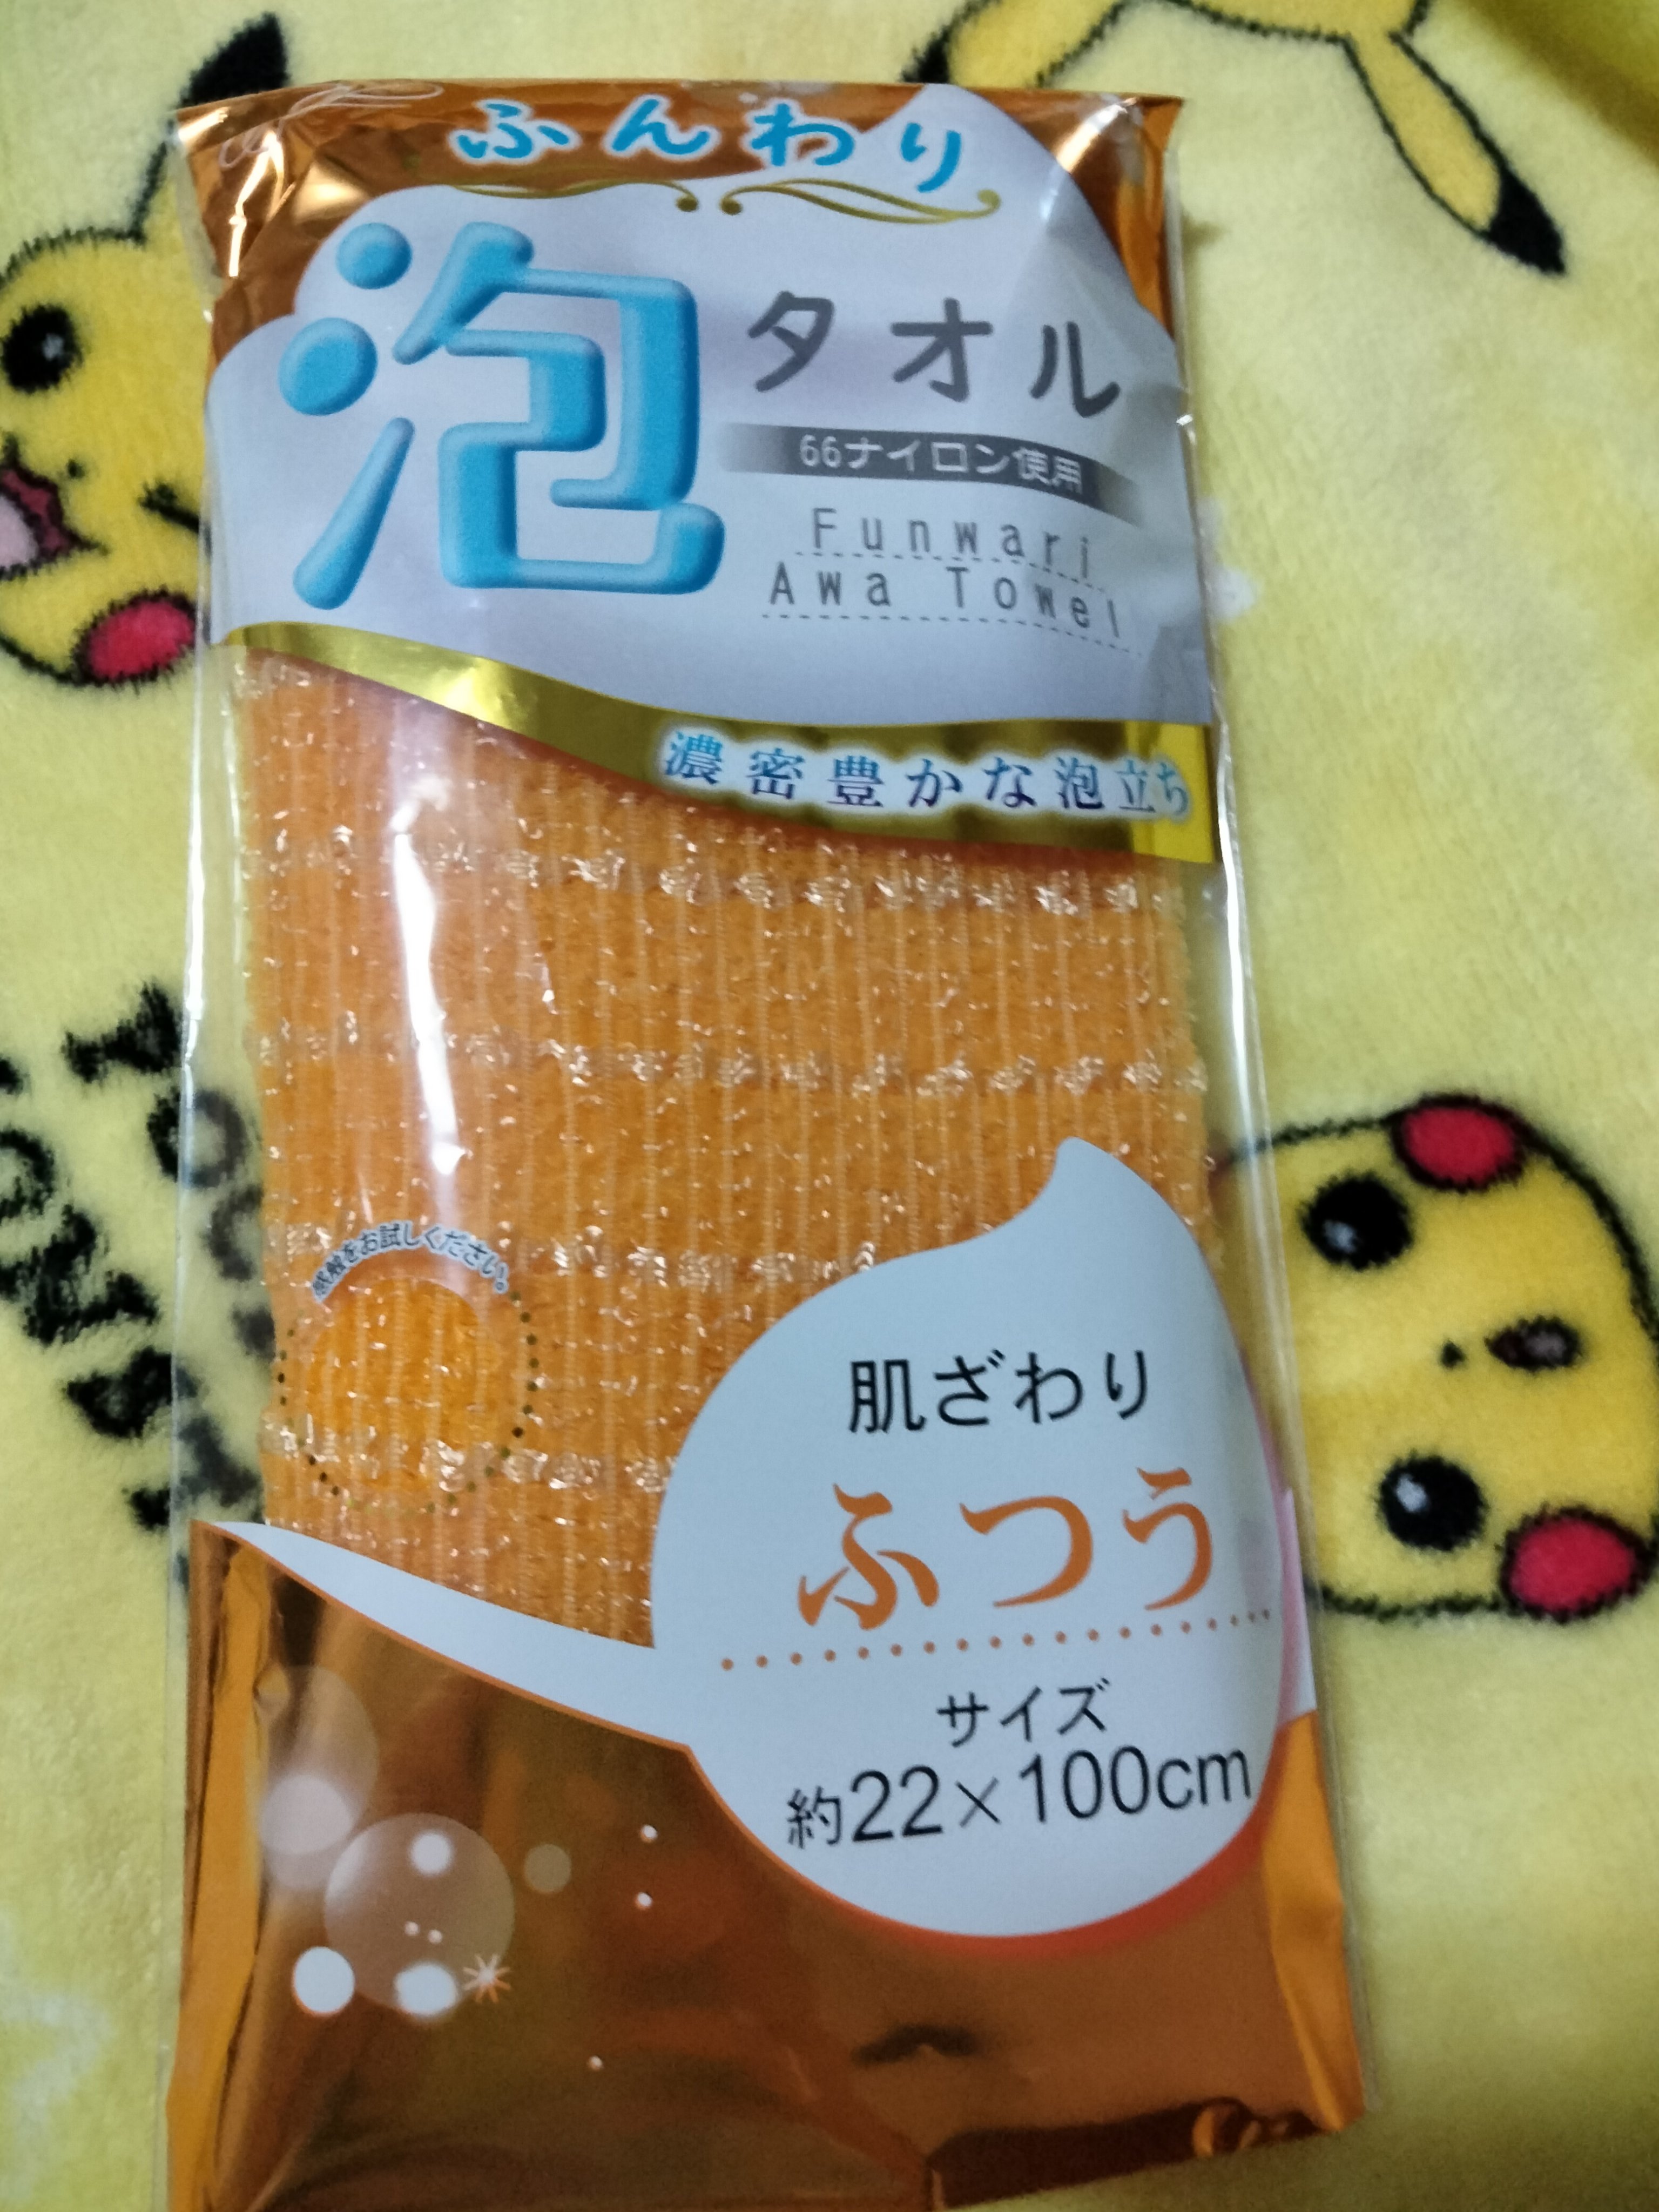 ふんわり
泡タオル
66ナイロン使用
Funwari
Awa Towel
濃密豊かな泡立ち
感触をお試しください。
肌ざわり
ふつう
サイズ
約22×100cm